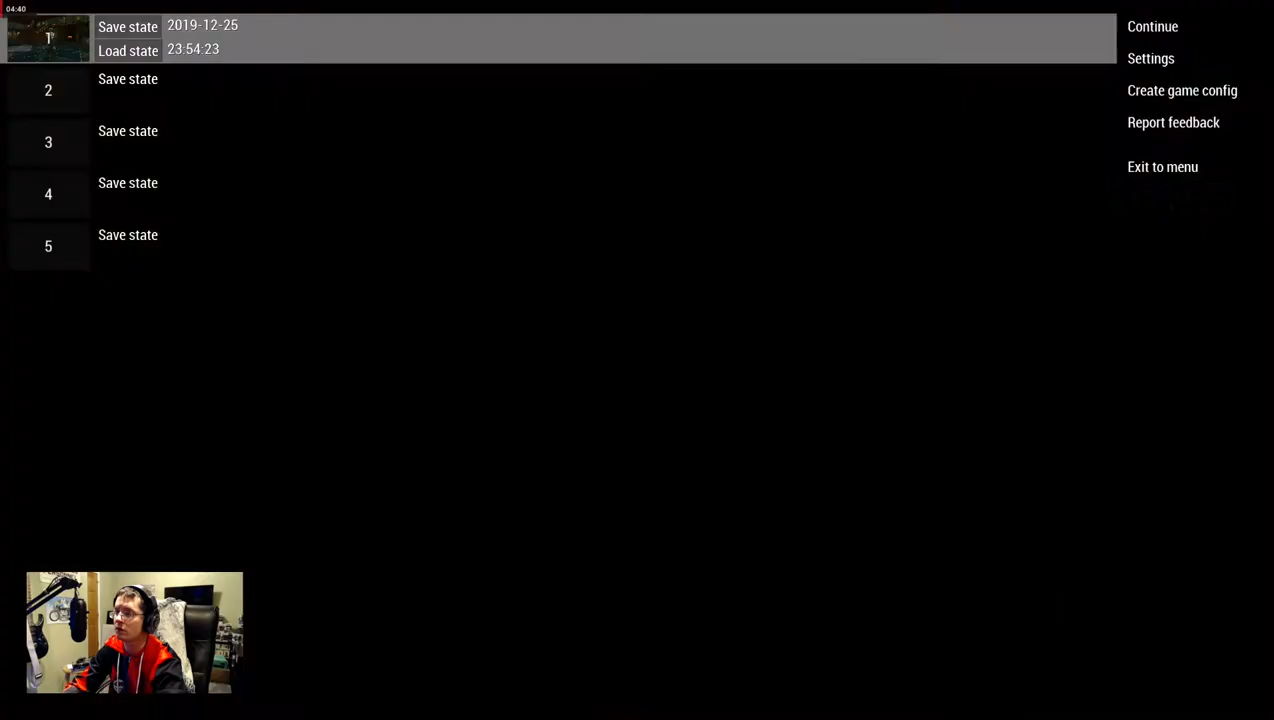 04:40
1
Save state 2019-12-25
Load state 23:54:23
2 Save state
3 Save state
4 Save state
5 Save state
Continue
Settings
Create game config
Report feedback
Exit to menu